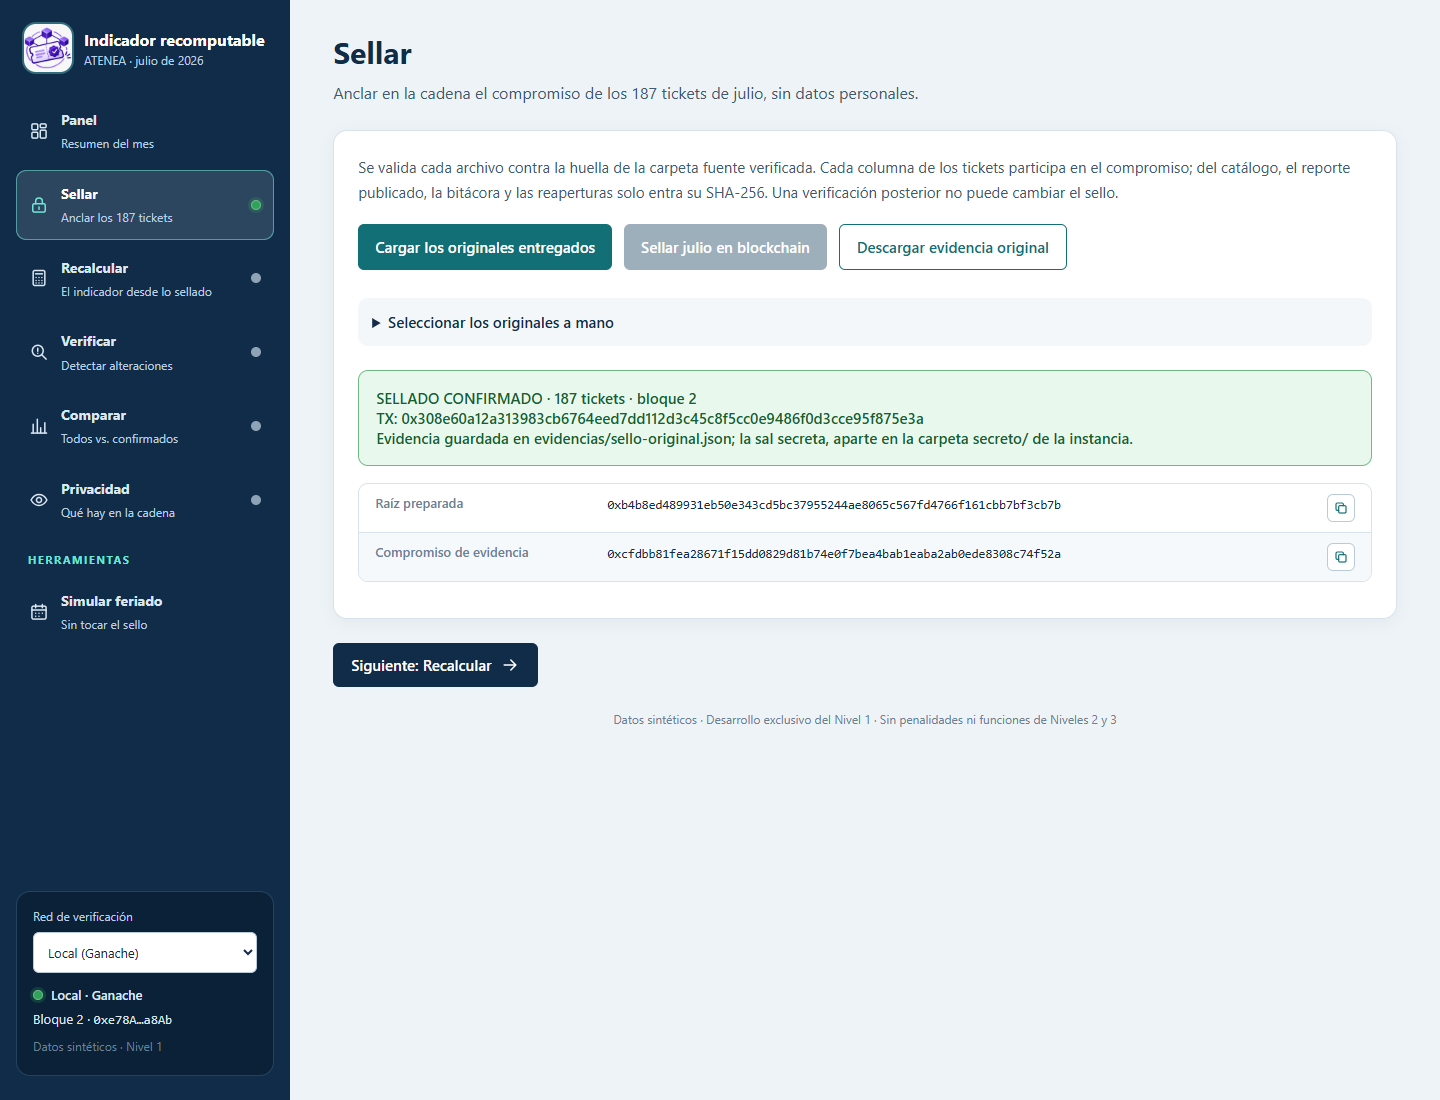 Indicador recomputable
ATENEA · julio de 2026
Panel
Resumen del mes
Sellar
Anclar los 187 tickets
Recalcular
El indicador desde lo sellado
Verificar
Detectar alteraciones
Comparar
Todos vs. confirmados
Privacidad
Qué hay en la cadena
HERRAMIENTAS
Simular feriado
Sin tocar el sello
Red de verificación
Local (Ganache)
Local · Ganache
Bloque 2 · 0xe78A…a8Ab
Datos sintéticos · Nivel 1
Sellar
Anclar en la cadena el compromiso de los 187 tickets de julio, sin datos personales.
Se valida cada archivo contra la huella de la carpeta fuente verificada. Cada columna de los tickets participa en el compromiso; del catálogo, el reporte
publicado, la bitácora y las reaperturas solo entra su SHA-256. Una verificación posterior no puede cambiar el sello.
Cargar los originales entregados
Sellar julio en blockchain
Descargar evidencia original
Seleccionar los originales a mano
SELLADO CONFIRMADO · 187 tickets · bloque 2
TX: 0x308e60a12a313983cb6764eed7dd112d3c45c8f5cc0e9486f0d3cce95f875e3a
Evidencia guardada en evidencias/sello-original.json; la sal secreta, aparte en la carpeta secreto/ de la instancia.
Raíz preparada
0xb4b8ed489931eb50e343cd5bc37955244ae8065c567fd4766f161cbb7bf3cb7b
Compromiso de evidencia
0xcfdbb81fea28671f15dd0829d81b74e0f7bea4bab1eaba2ab0ede8308c74f52a
Siguiente: Recalcular
Datos sintéticos · Desarrollo exclusivo del Nivel 1 · Sin penalidades ni funciones de Niveles 2 y 3